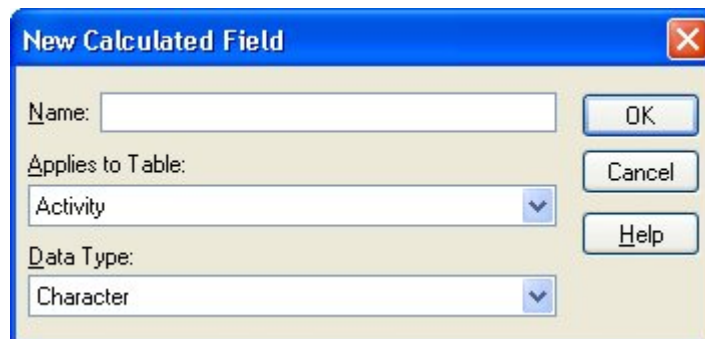 New Calculated Field
Name:
OK
Applies to Table:
Cancel
Activity
Help
Data Type:
Character